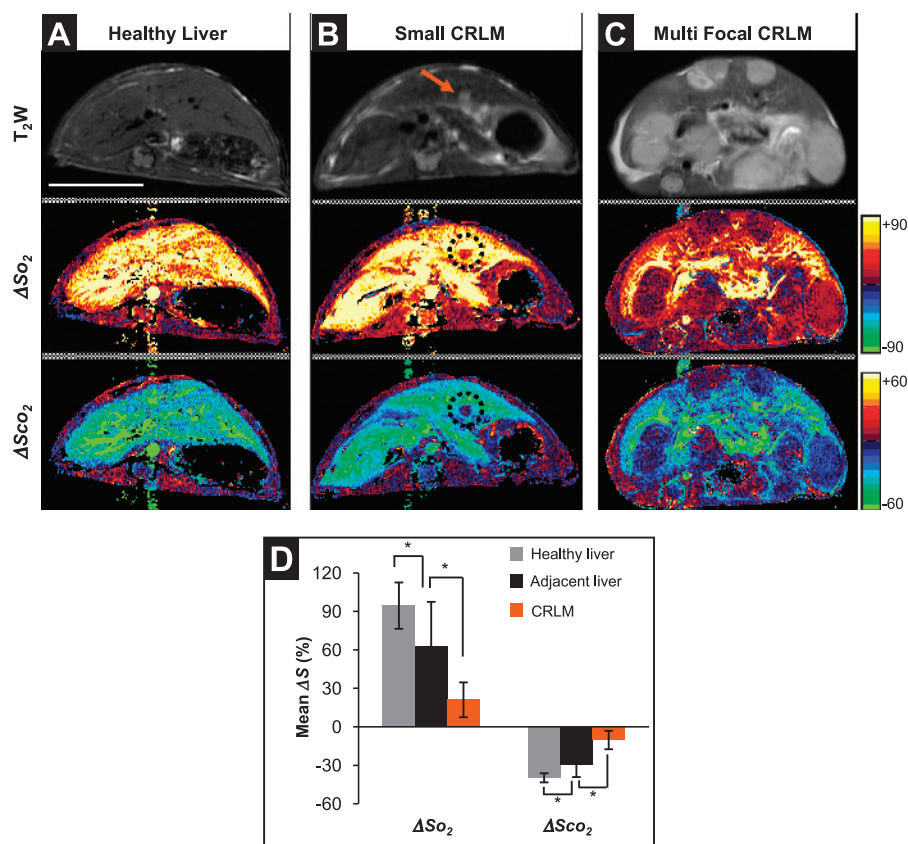 A Healthy Liver
B Small CRLM
C Multi Focal CRLM
T₂W
ΔSo₂
+90
-90
ΔSco₂
+60
-60
D
* *
Healthy liver
Adjacent liver
CRLM
Mean ΔS (%)
120
90
60
30
0
-30
-60
* *
ΔSo₂ ΔSco₂